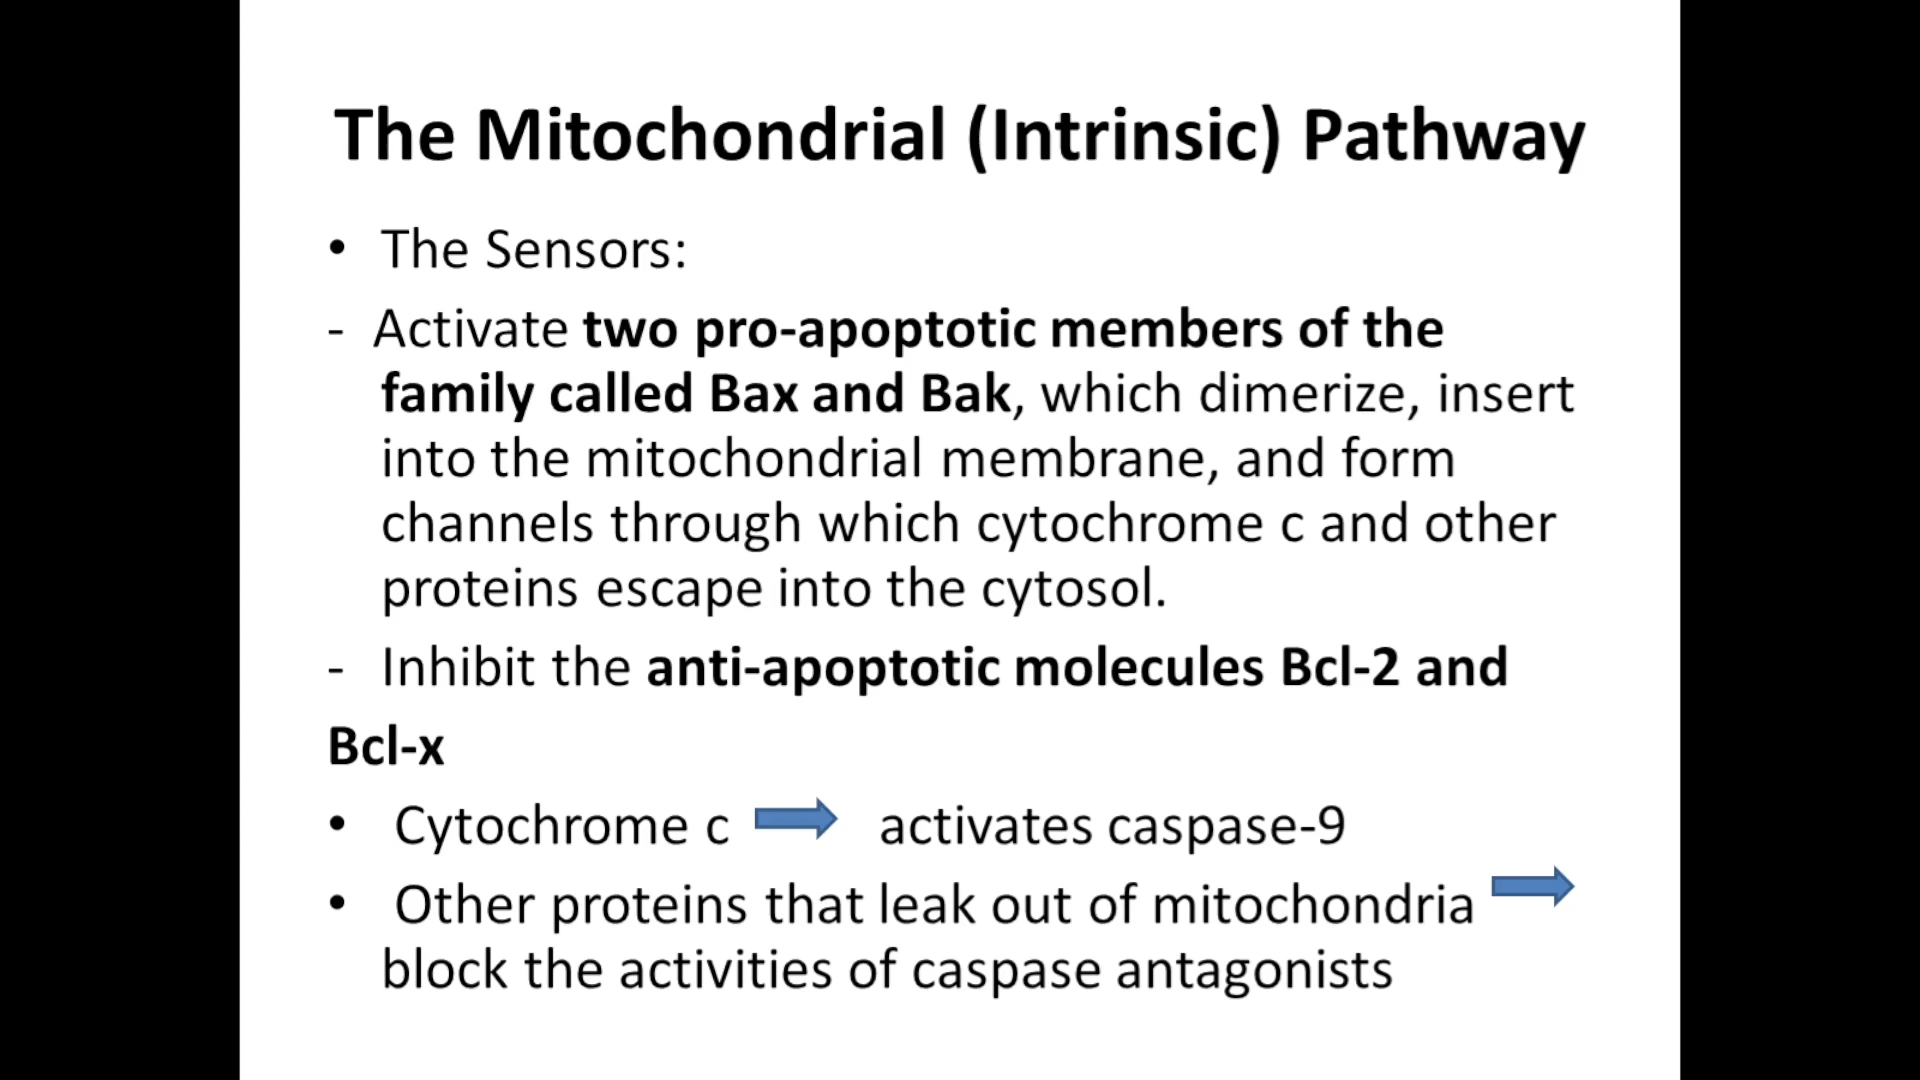 The Mitochondrial (Intrinsic) Pathway
• The Sensors:
- Activate two pro-apoptotic members of the
family called Bax and Bak, which dimerize, insert
into the mitochondrial membrane, and form
channels through which cytochrome c and other
proteins escape into the cytosol.
- Inhibit the anti-apoptotic molecules Bcl-2 and
Bcl-x
• Cytochrome c activates caspase-9
• Other proteins that leak out of mitochondria
block the activities of caspase antagonists